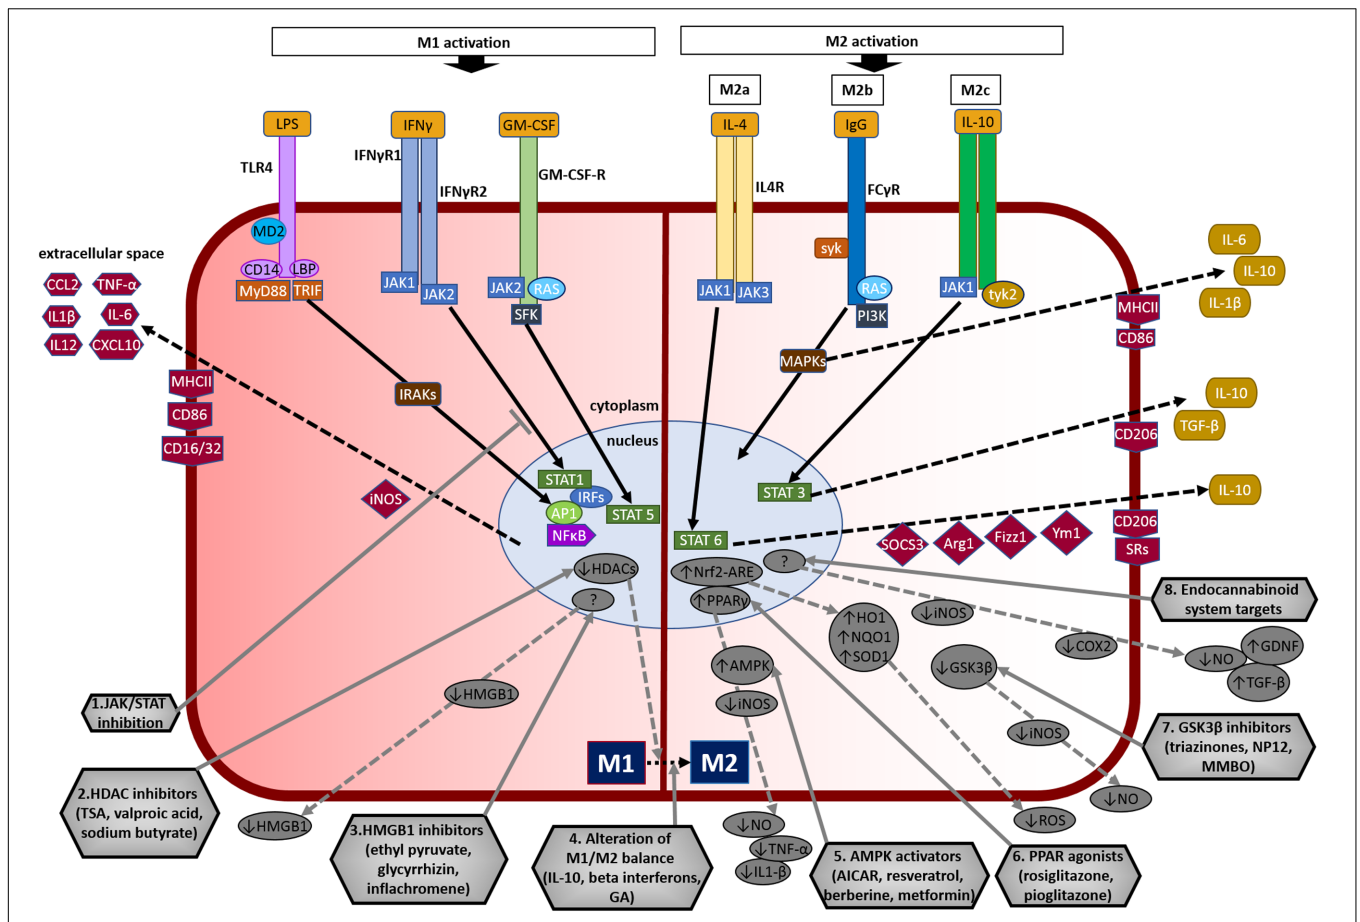 M1 activation
M2 activation
M2a
M2b
M2c
LPS
IFNγ
GM-CSF
IL-4
IgG
IL-10
TLR4
IFNγR1
IFNγR2
GM-CSF-R
IL4R
FCγR
MD2
CD14
LBP
MyD88
TRIF
JAK1
JAK2
JAK2
RAS
SFK
JAK1
JAK3
syk
RAS
PI3K
JAK1
tyk2
extracellular space
CCL2
TNF-α
IL1β
IL-6
IL12
CXCL10
MHCII
CD86
CD16/32
IL-6
IL-10
IL-1β
MHCII
CD86
IRAKs
MAPKs
cytoplasm
nucleus
IL-10
TGF-β
CD206
iNOS
STAT1
IRFs
AP1
STAT 5
NFκB
STAT 3
STAT 6
IL-10
SOCS3
Arg1
Fizz1
Ym1
CD206
SRs
↓HDACs
?
↑Nrf2-ARE
↑PPARγ
?
↑HO1
↑NQO1
↑SOD1
↓iNOS
↓COX2
↓NO
↑GDNF
↑TGF-β
8. Endocannabinoid
system targets
↓HMGB1
↑AMPK
↓iNOS
↓GSK3β
↓iNOS
↓NO
M1
M2
1.JAK/STAT
inhibition
7. GSK3β inhibitors
(triazinones, NP12,
MMBO)
2.HDAC inhibitors
(TSA, valproic acid,
sodium butyrate)
↓HMGB1
3.HMGB1 inhibitors
(ethyl pyruvate,
glycyrrhizin,
inflachromene)
4. Alteration of
M1/M2 balance
(IL-10, beta interferons,
GA)
↓NO
↓TNF-α
↓IL1-β
5. AMPK activators
(AICAR, resveratrol,
berberine, metformin)
↓ROS
6. PPAR agonists
(rosiglitazone,
pioglitazone)